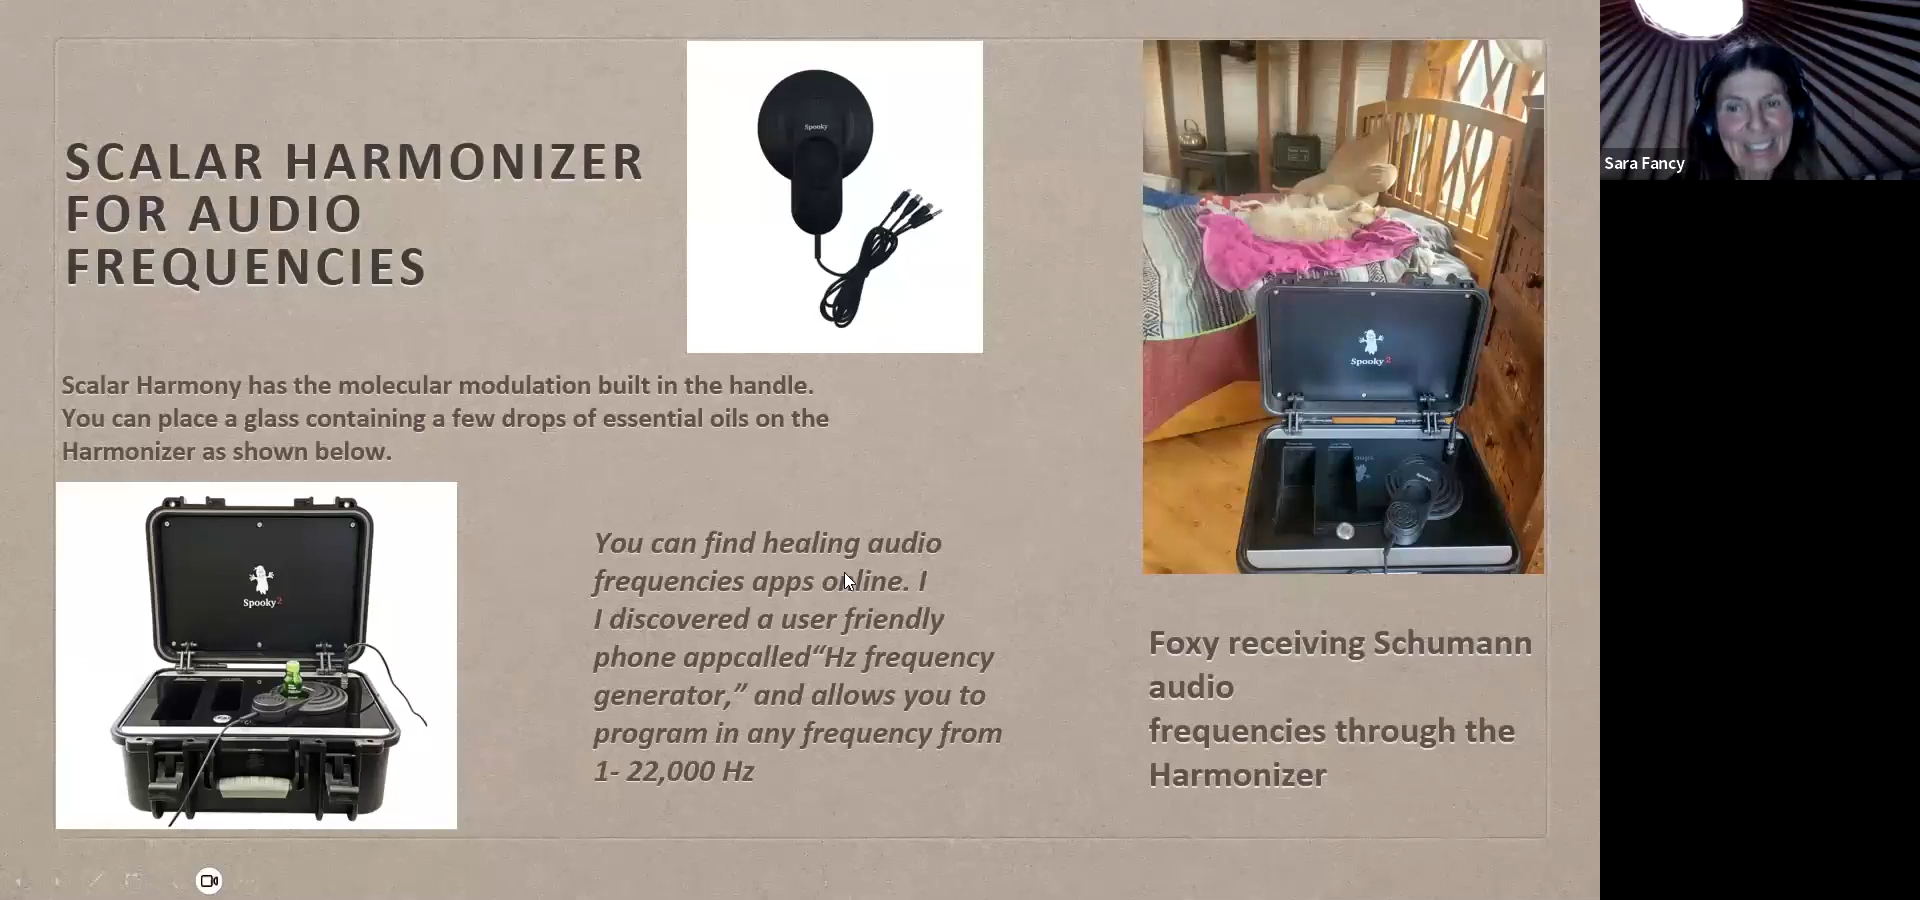 SCALAR HARMONIZER
FOR AUDIO
FREQUENCIES
Spooky
Sara Fancy
Scalar Harmony has the molecular modulation built in the handle.
You can place a glass containing a few drops of essential oils on the
Harmonizer as shown below.
Spooky2
Spooky2
Spooky
You can find healing audio
frequencies apps online. I
I discovered a user friendly
phone appcalled“Hz frequency
generator,” and allows you to
program in any frequency from
1- 22,000 Hz
Foxy receiving Schumann
audio
frequencies through the
Harmonizer